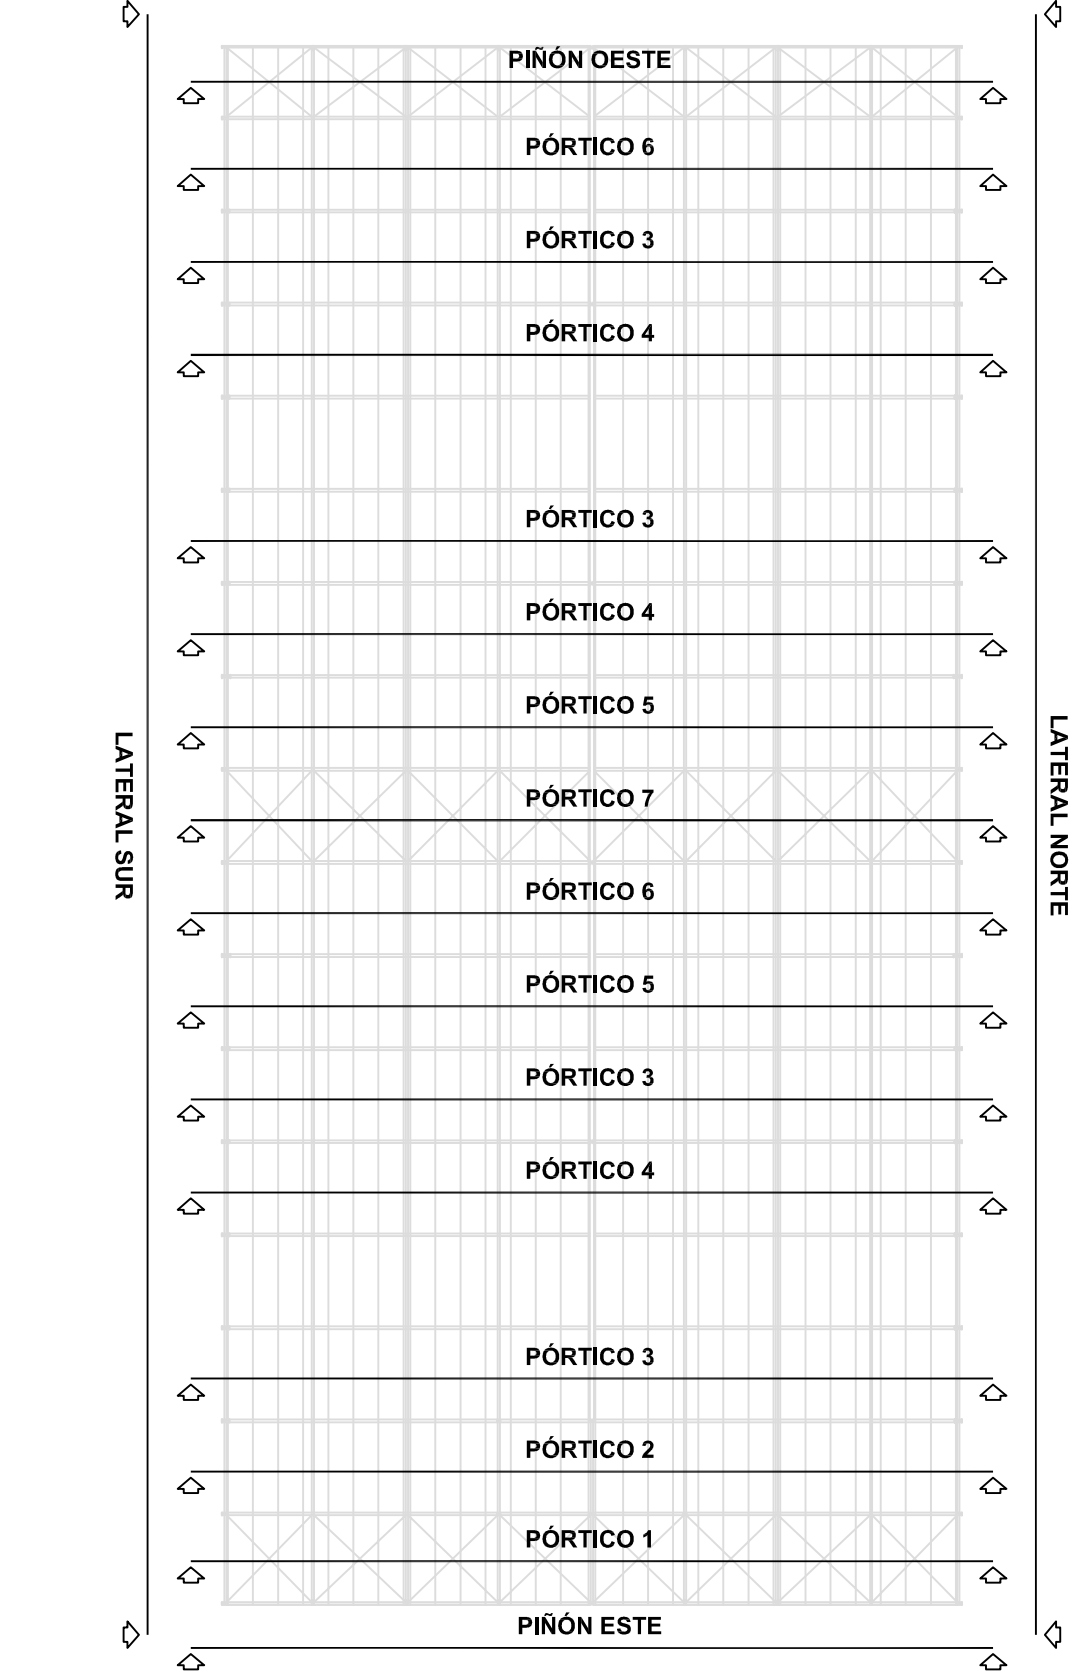 PIÑÓN OESTE
PÓRTICO 6
PÓRTICO 3
PÓRTICO 4
PÓRTICO 3
PÓRTICO 4
PÓRTICO 5
LATERAL SUR
LATERAL NORTE
PÓRTICO 7
PÓRTICO 6
PÓRTICO 5
PÓRTICO 3
PÓRTICO 4
PÓRTICO 3
PÓRTICO 2
PÓRTICO 1
PIÑÓN ESTE